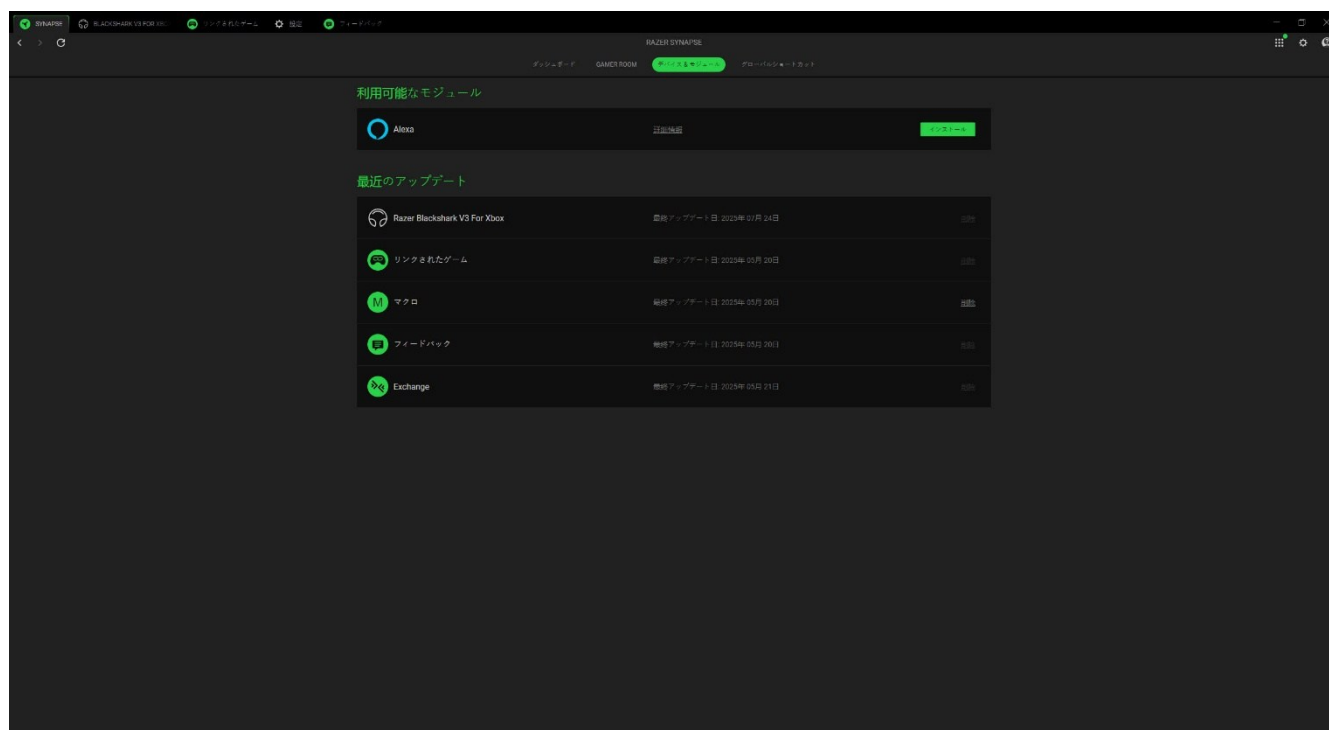 SYNAPSE BLACKSHARK V3 FOR XB... リンクされたゲーム 設定 フィードバック
RAZER SYNAPSE
ダッシュボード GAMER ROOM デバイス & モジュール グローバルショートカット
利用可能なモジュール
Alexa 詳細情報 インストール
最近のアップデート
Razer Blackshark V3 For Xbox 最終アップデート日: 2025年 07月 24日 削除
リンクされたゲーム 最終アップデート日: 2025年 05月 20日 削除
マクロ 最終アップデート日: 2025年 05月 20日 削除
フィードバック 最終アップデート日: 2025年 05月 20日 削除
Exchange 最終アップデート日: 2025年 05月 21日 削除